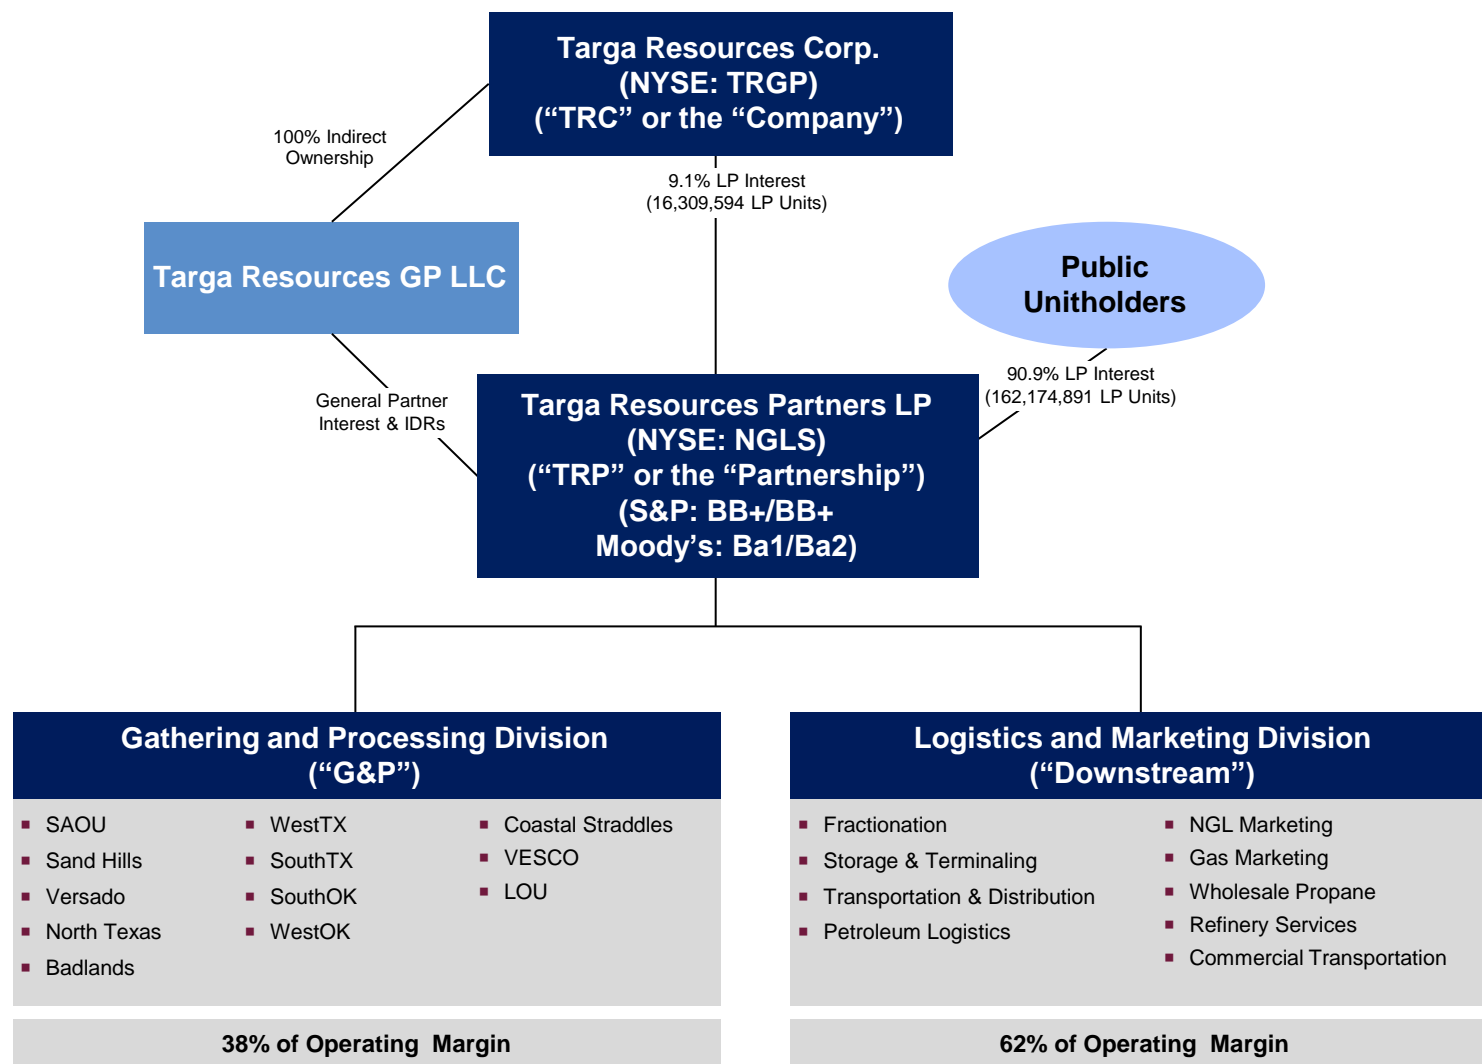 Targa Resources Corp.
(NYSE: TRGP)
(“TRC” or the “Company”)
100% Indirect
Ownership
9.1% LP Interest
(16,309,594 LP Units)
Targa Resources GP LLC
Public
Unitholders
General Partner
Interest & IDRs
90.9% LP Interest
(162,174,891 LP Units)
Targa Resources Partners LP
(NYSE: NGLS)
(“TRP” or the “Partnership”)
(S&P: BB+/BB+
Moody’s: Ba1/Ba2)
Gathering and Processing Division
(“G&P”)
▪ SAOU
▪ Sand Hills
▪ Versado
▪ North Texas
▪ Badlands
▪ WestTX
▪ SouthTX
▪ SouthOK
▪ WestOK
▪ Coastal Straddles
▪ VESCO
▪ LOU
38% of Operating Margin
Logistics and Marketing Division
(“Downstream”)
▪ Fractionation
▪ Storage & Terminaling
▪ Transportation & Distribution
▪ Petroleum Logistics
▪ NGL Marketing
▪ Gas Marketing
▪ Wholesale Propane
▪ Refinery Services
▪ Commercial Transportation
62% of Operating Margin